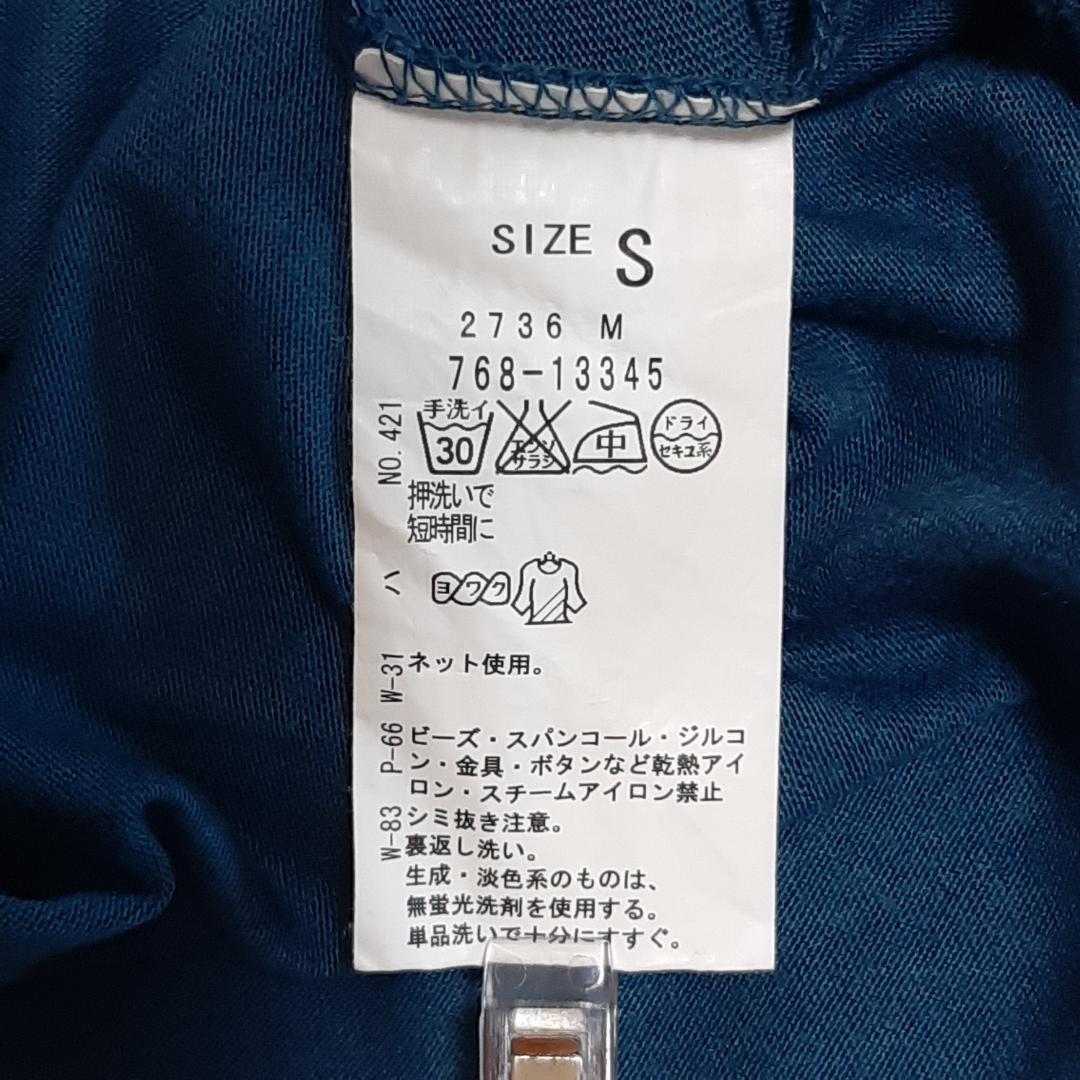 SIZE S
2736 M
768-13345
手洗イ
30
エンソ
サラシ
中
ドライ
セキユ系
押洗いで
短時間に
ヨワク
ネット使用。
ビーズ・スパンコール・ジルコ
ン・金具・ボタンなど乾熱アイ
ロン・スチームアイロン禁止
シミ抜き注意。
裏返し洗い。
生成・淡色系のものは、
無蛍光洗剤を使用する。
単品洗いで十分にすすぐ。
NO.421
ハ
W-31
P-66
W-83